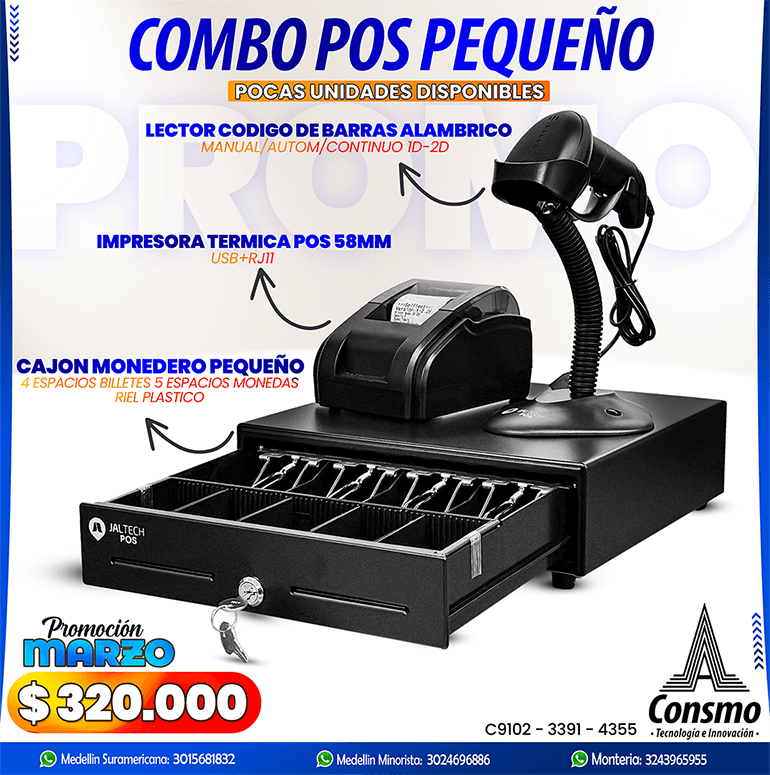 COMBO POS PEQUEÑO
POCAS UNIDADES DISPONIBLES
PROMO
LECTOR CODIGO DE BARRAS ALAMBRICO
MANUAL/AUTOM/CONTINUO 1D-2D
IMPRESORA TERMICA POS 58MM
USB+RJ11
CAJON MONEDERO PEQUEÑO
4 ESPACIOS BILLETES 5 ESPACIOS MONEDAS
RIEL PLASTICO
JALTECH
POS
JALTECH
POS
Promoción
MARZO
$ 320.000
Consmo
• Tecnología e Innovación •
C9102 - 3391 - 4355
Medellin Suramericana: 3015681832
Medellin Minorista: 3024696886
Monteria: 3243965955